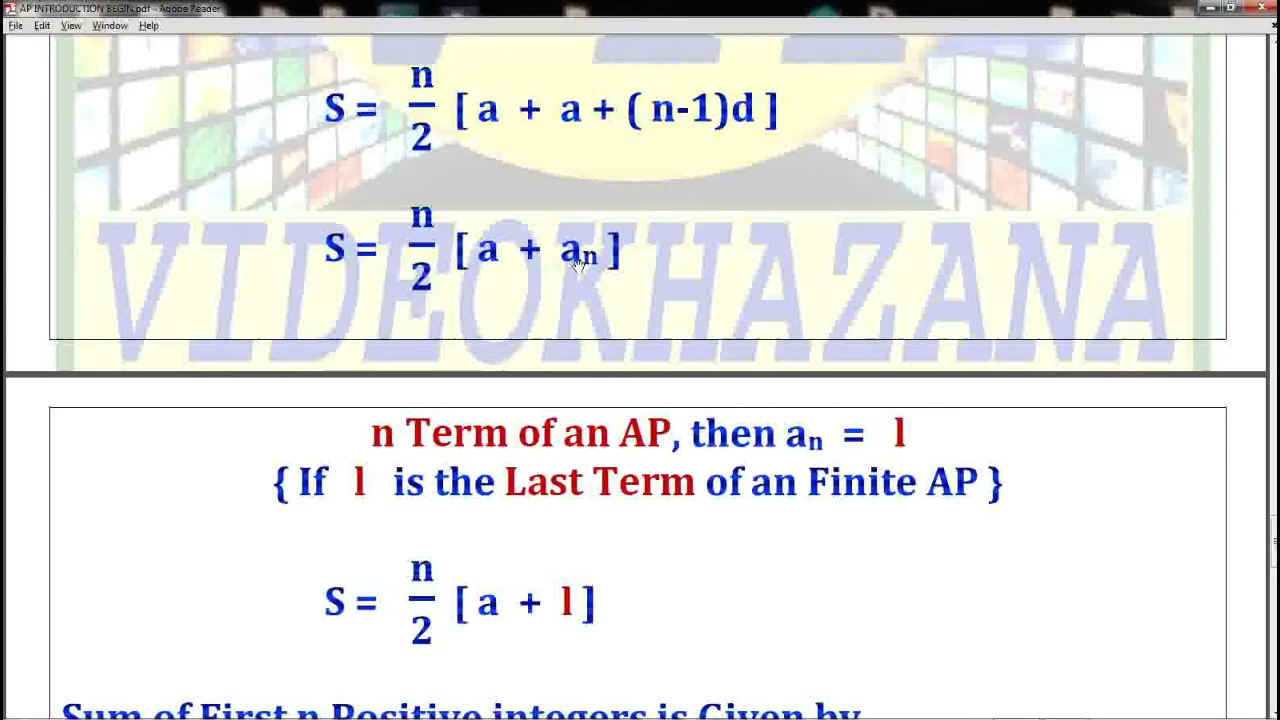 AP INTRODUCTION BEGIN.pdf - Adobe Reader
File Edit View Window Help
S = n/2 [ a + a + ( n-1)d ]
S = n/2 [ a + aₙ ]
VIDEOKHAZANA
n Term of an AP, then aₙ = l
{ If l is the Last Term of an Finite AP }
S = n/2 [ a + l ]
Sum of First n Positive integers is Given by